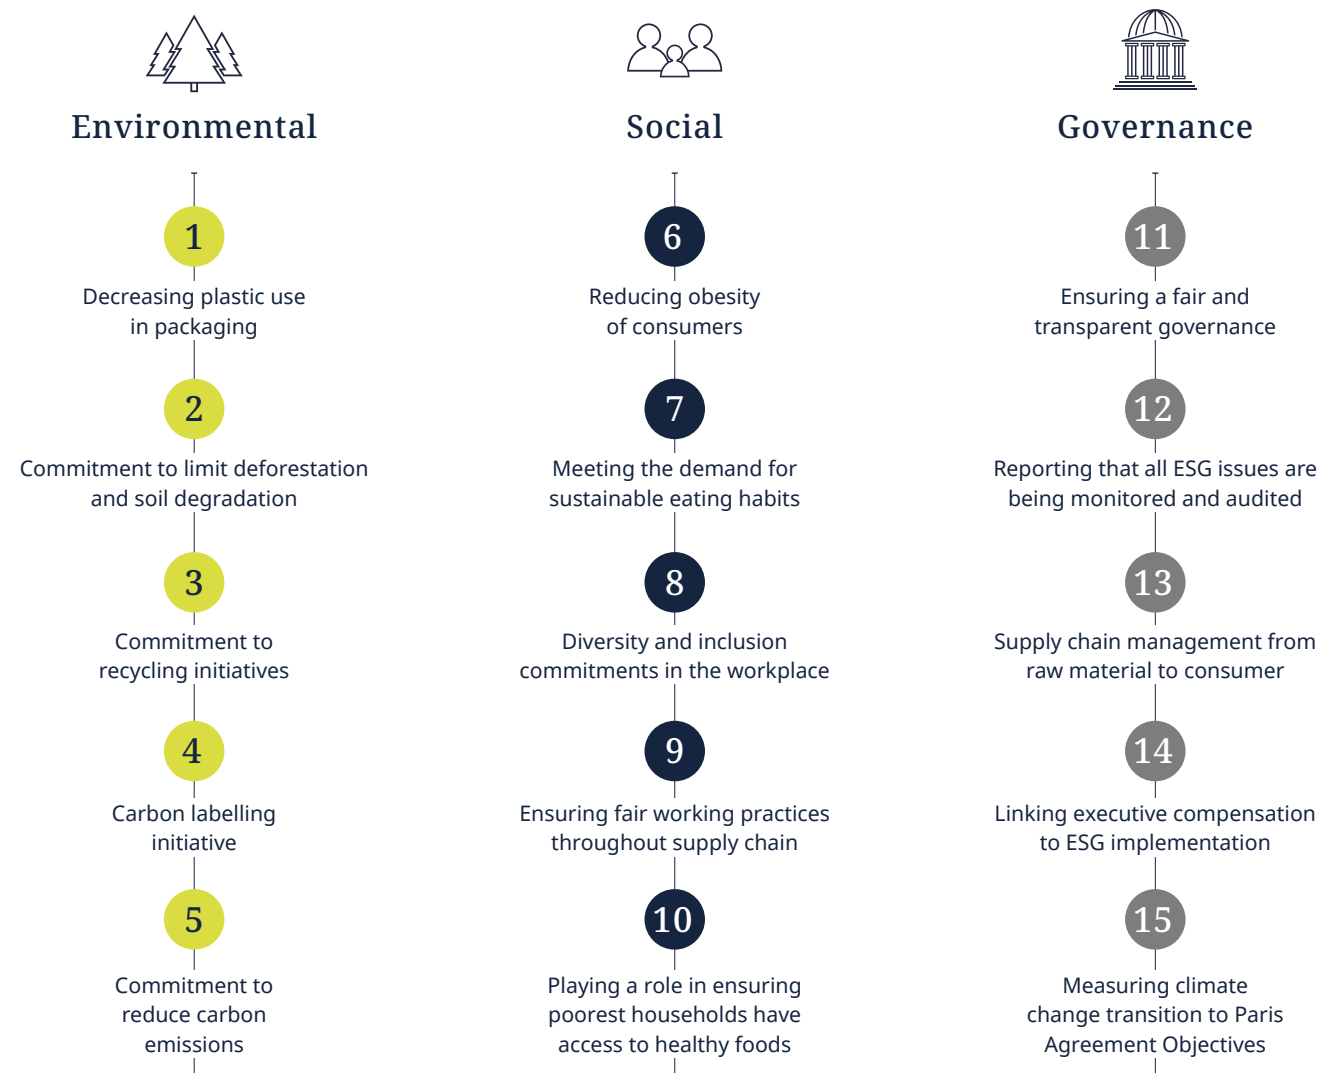 Environmental
1
Decreasing plastic use
in packaging
2
Commitment to limit deforestation
and soil degradation
3
Commitment to
recycling initiatives
4
Carbon labelling
initiative
5
Commitment to
reduce carbon
emissions
Social
6
Reducing obesity
of consumers
7
Meeting the demand for
sustainable eating habits
8
Diversity and inclusion
commitments in the workplace
9
Ensuring fair working practices
throughout supply chain
10
Playing a role in ensuring
poorest households have
access to healthy foods
Governance
11
Ensuring a fair and
transparent governance
12
Reporting that all ESG issues are
being monitored and audited
13
Supply chain management from
raw material to consumer
14
Linking executive compensation
to ESG implementation
15
Measuring climate
change transition to Paris
Agreement Objectives